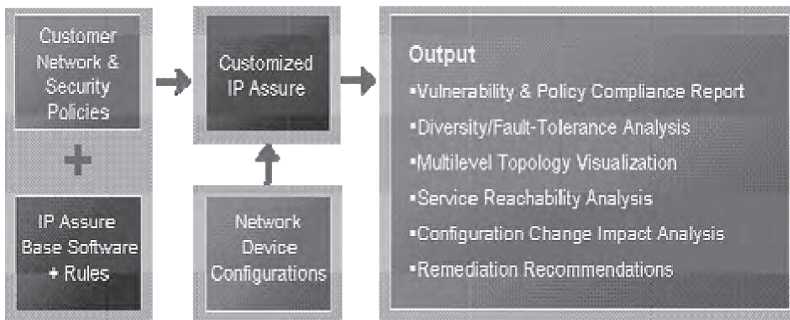 Customer
Network &
Security
Policies
+
IP Assure
Base Software
+ Rules
Customized
IP Assure
Network
Device
Configurations
Output
▪Vulnerability & Policy Compliance Report
▪Diversity/Fault-Tolerance Analysis
▪Multilevel Topology Visualization
▪Service Reachability Analysis
▪Configuration Change Impact Analysis
▪Remediation Recommendations